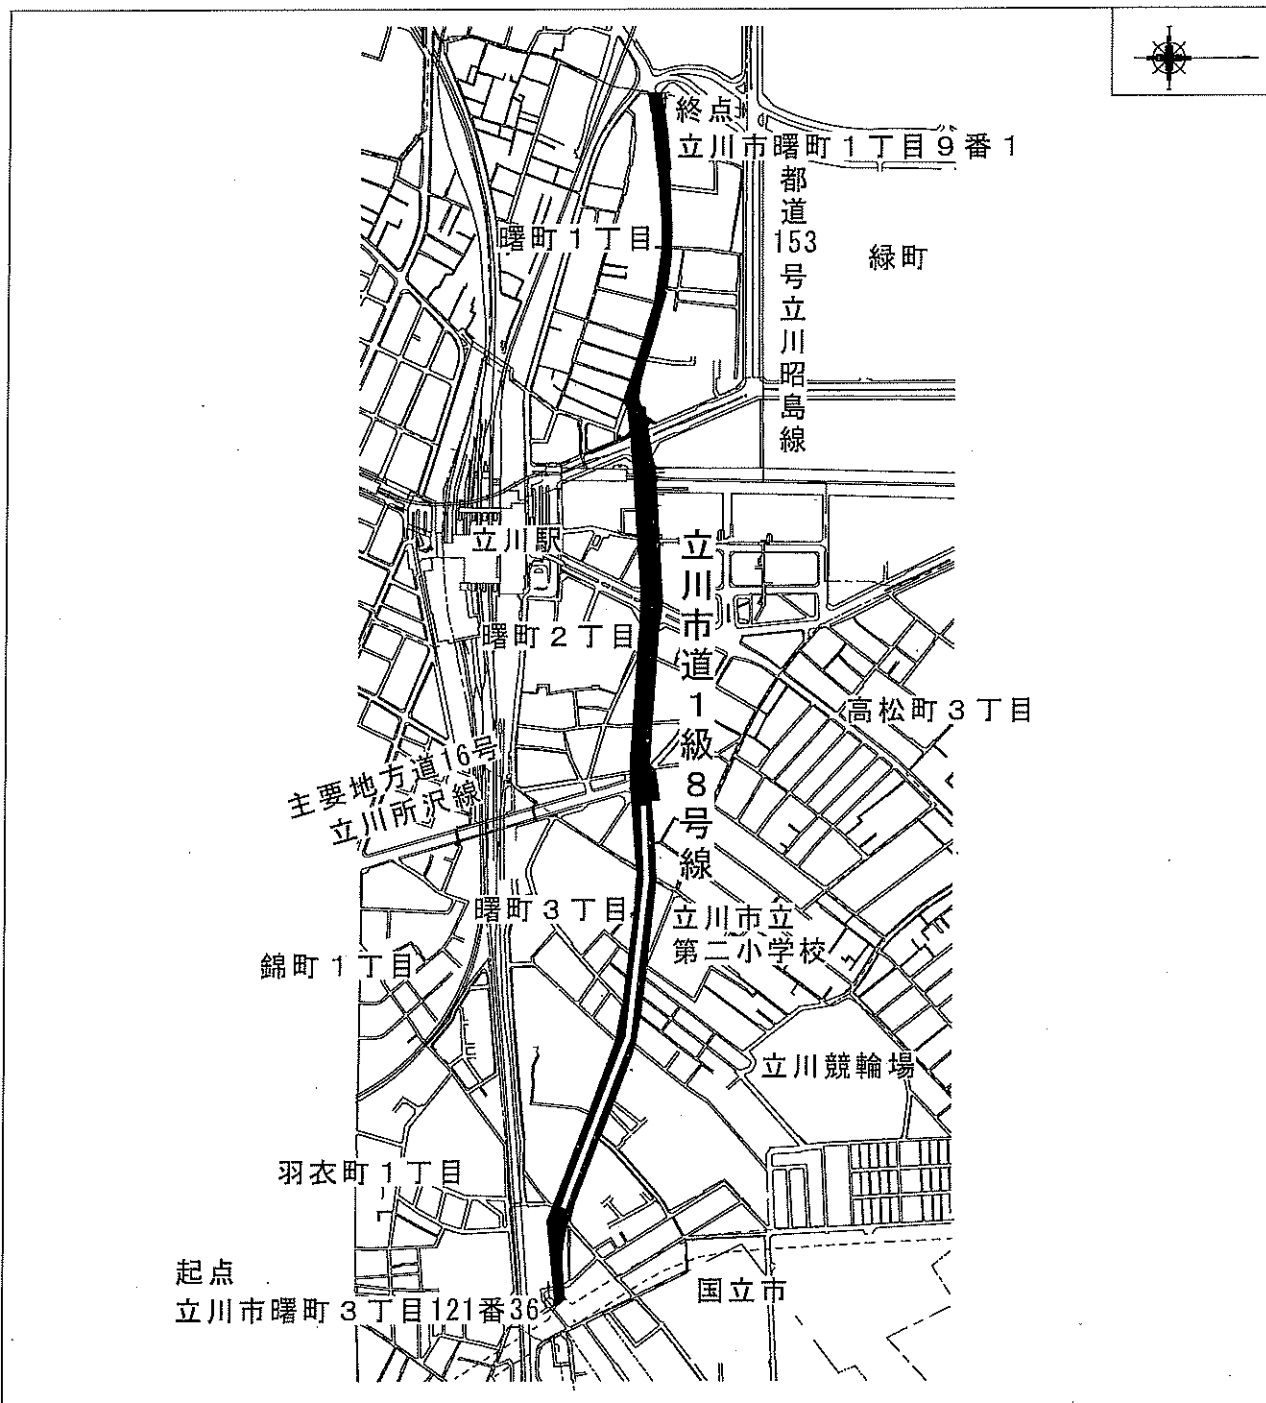 終点
立川市曙町１丁目９番１
都道153号立川昭島線
緑町
曙町１丁目
立川駅
立川市道１級８号線
曙町２丁目
高松町３丁目
主要地方道16号
立川所沢線
曙町３丁目
立川市立
第二小学校
錦町１丁目
立川競輪場
羽衣町１丁目
起点
立川市曙町３丁目121番36
国立市